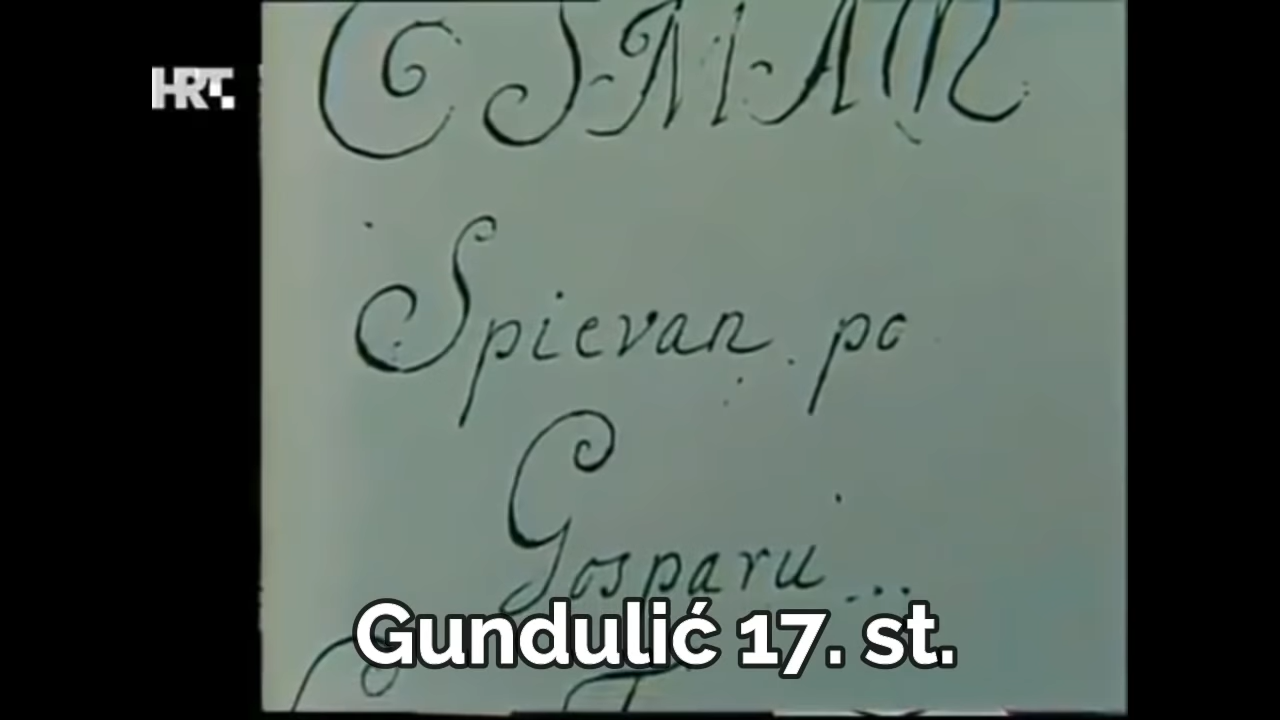 HRT.
OSMAN
Spievan po
Gosparu...
Gundulić 17. st.